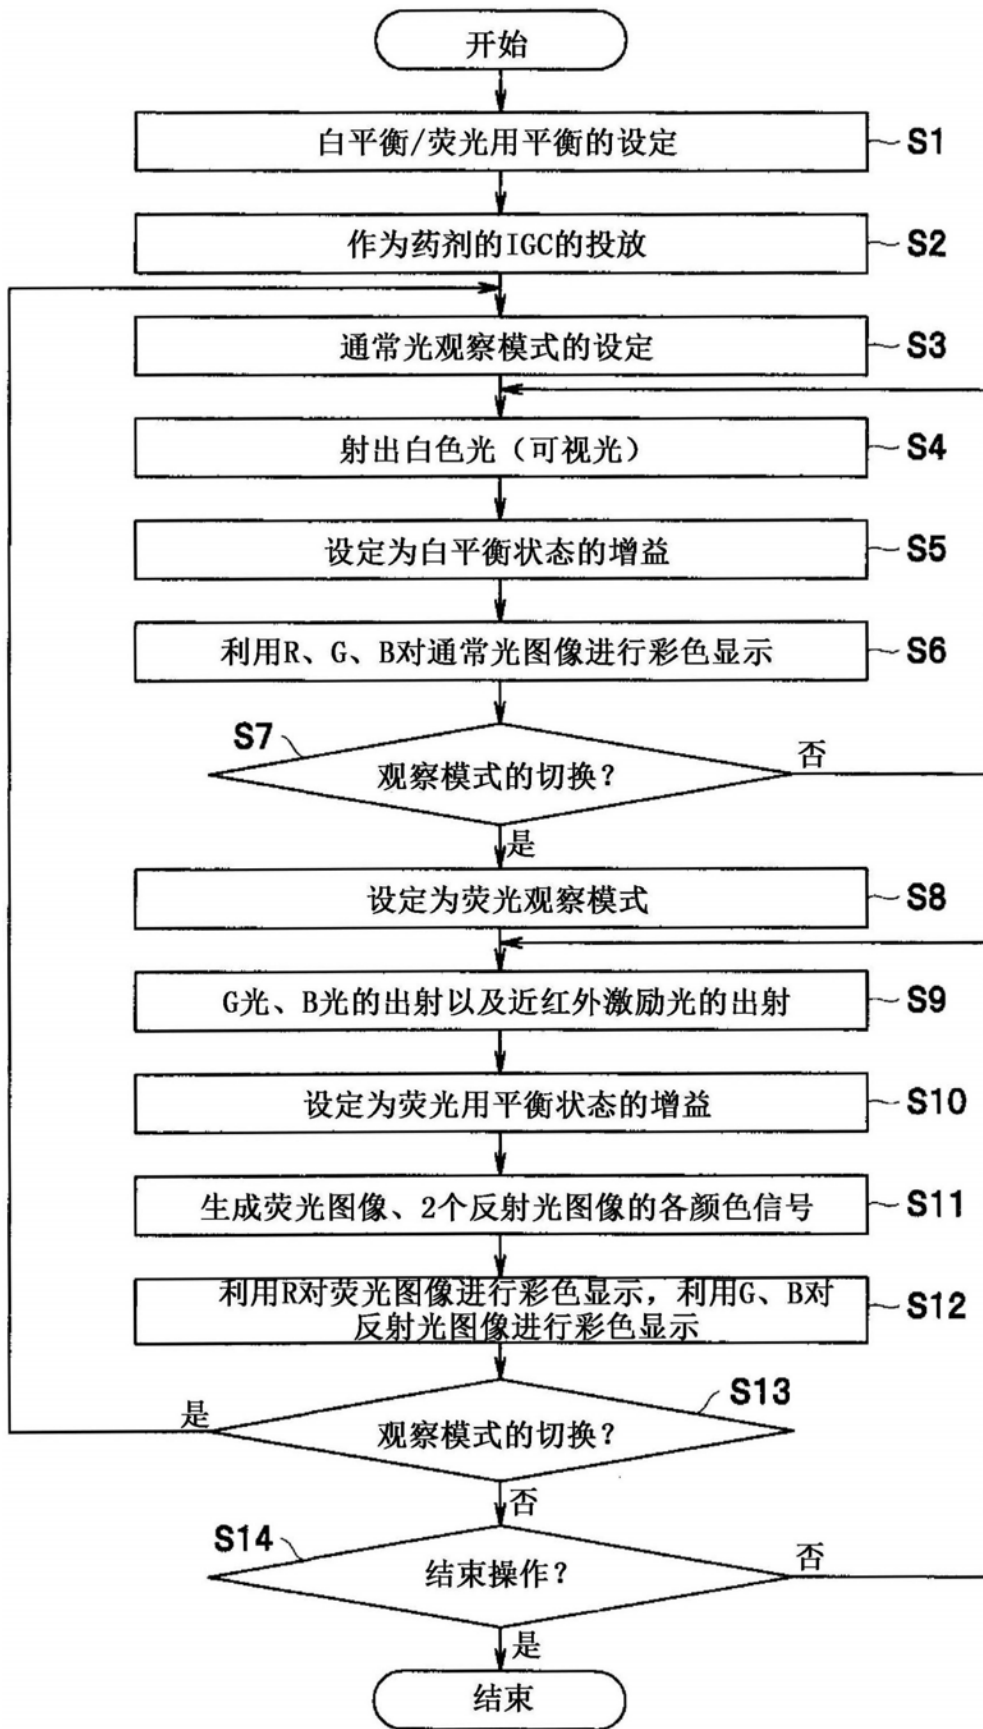 开始
白平衡/荧光用平衡的设定
S1
作为药剂的IGC的投放
S2
通常光观察模式的设定
S3
射出白色光（可视光）
S4
设定为白平衡状态的增益
S5
利用R、G、B对通常光图像进行彩色显示
S6
S7
观察模式的切换？
否
是
设定为荧光观察模式
S8
G光、B光的出射以及近红外激励光的出射
S9
设定为荧光用平衡状态的增益
S10
生成荧光图像、2个反射光图像的各颜色信号
S11
利用R对荧光图像进行彩色显示，利用G、B对
反射光图像进行彩色显示
S12
S13
是
观察模式的切换？
否
S14
结束操作？
否
是
结束